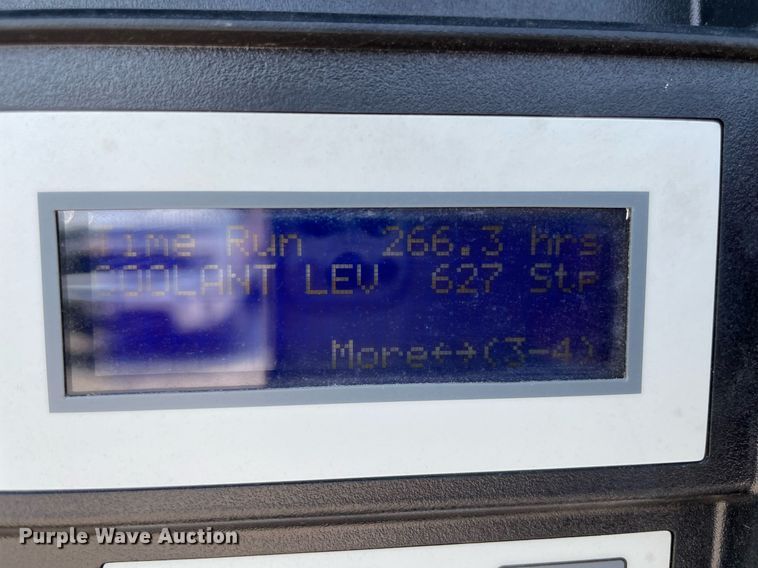 Time Run 266.3 hrs
COOLANT LEV 627 Stp
More←→(3-4)
Purple Wave Auction